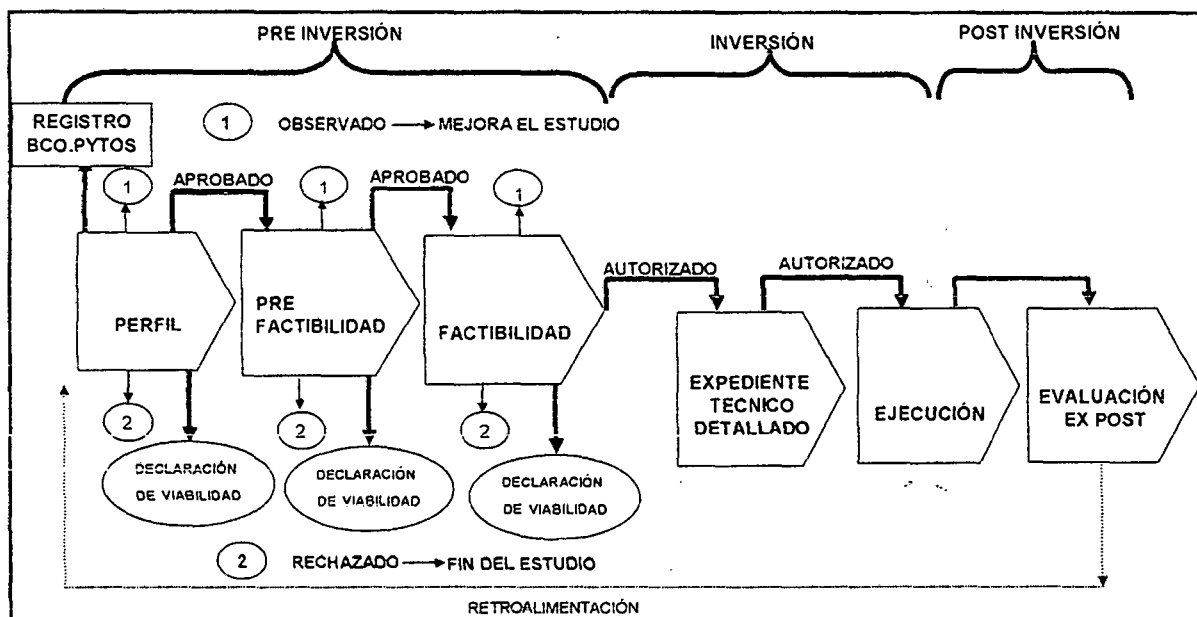 PRE INVERSIÓN
INVERSIÓN
POST INVERSIÓN
REGISTRO
BCO.PYTOS
1
OBSERVADO
MEJORA EL ESTUDIO
1
APROBADO
1
APROBADO
1
PERFIL
PRE
FACTIBILIDAD
FACTIBILIDAD
AUTORIZADO
AUTORIZADO
EXPEDIENTE
TECNICO
DETALLADO
EJECUCIÓN
EVALUACIÓN
EX POST
2
2
2
DECLARACIÓN
DE VIABILIDAD
DECLARACIÓN
DE VIABILIDAD
DECLARACIÓN
DE VIABILIDAD
2
RECHAZADO
FIN DEL ESTUDIO
RETROALIMENTACIÓN